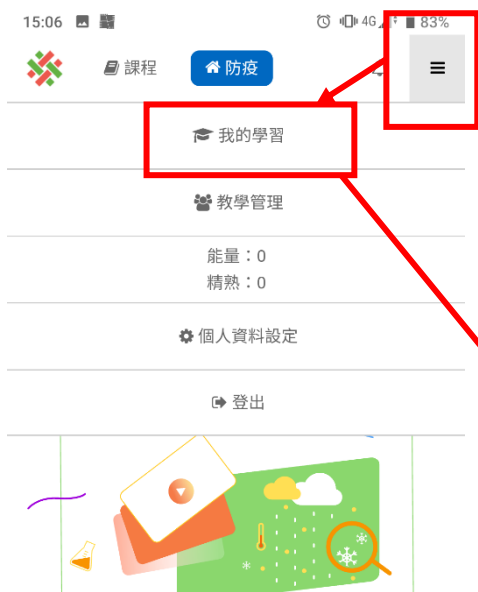 15:06 4G 83%
課程 防疫
我的學習
教學管理
能量：0
精熟：0
個人資料設定
登出